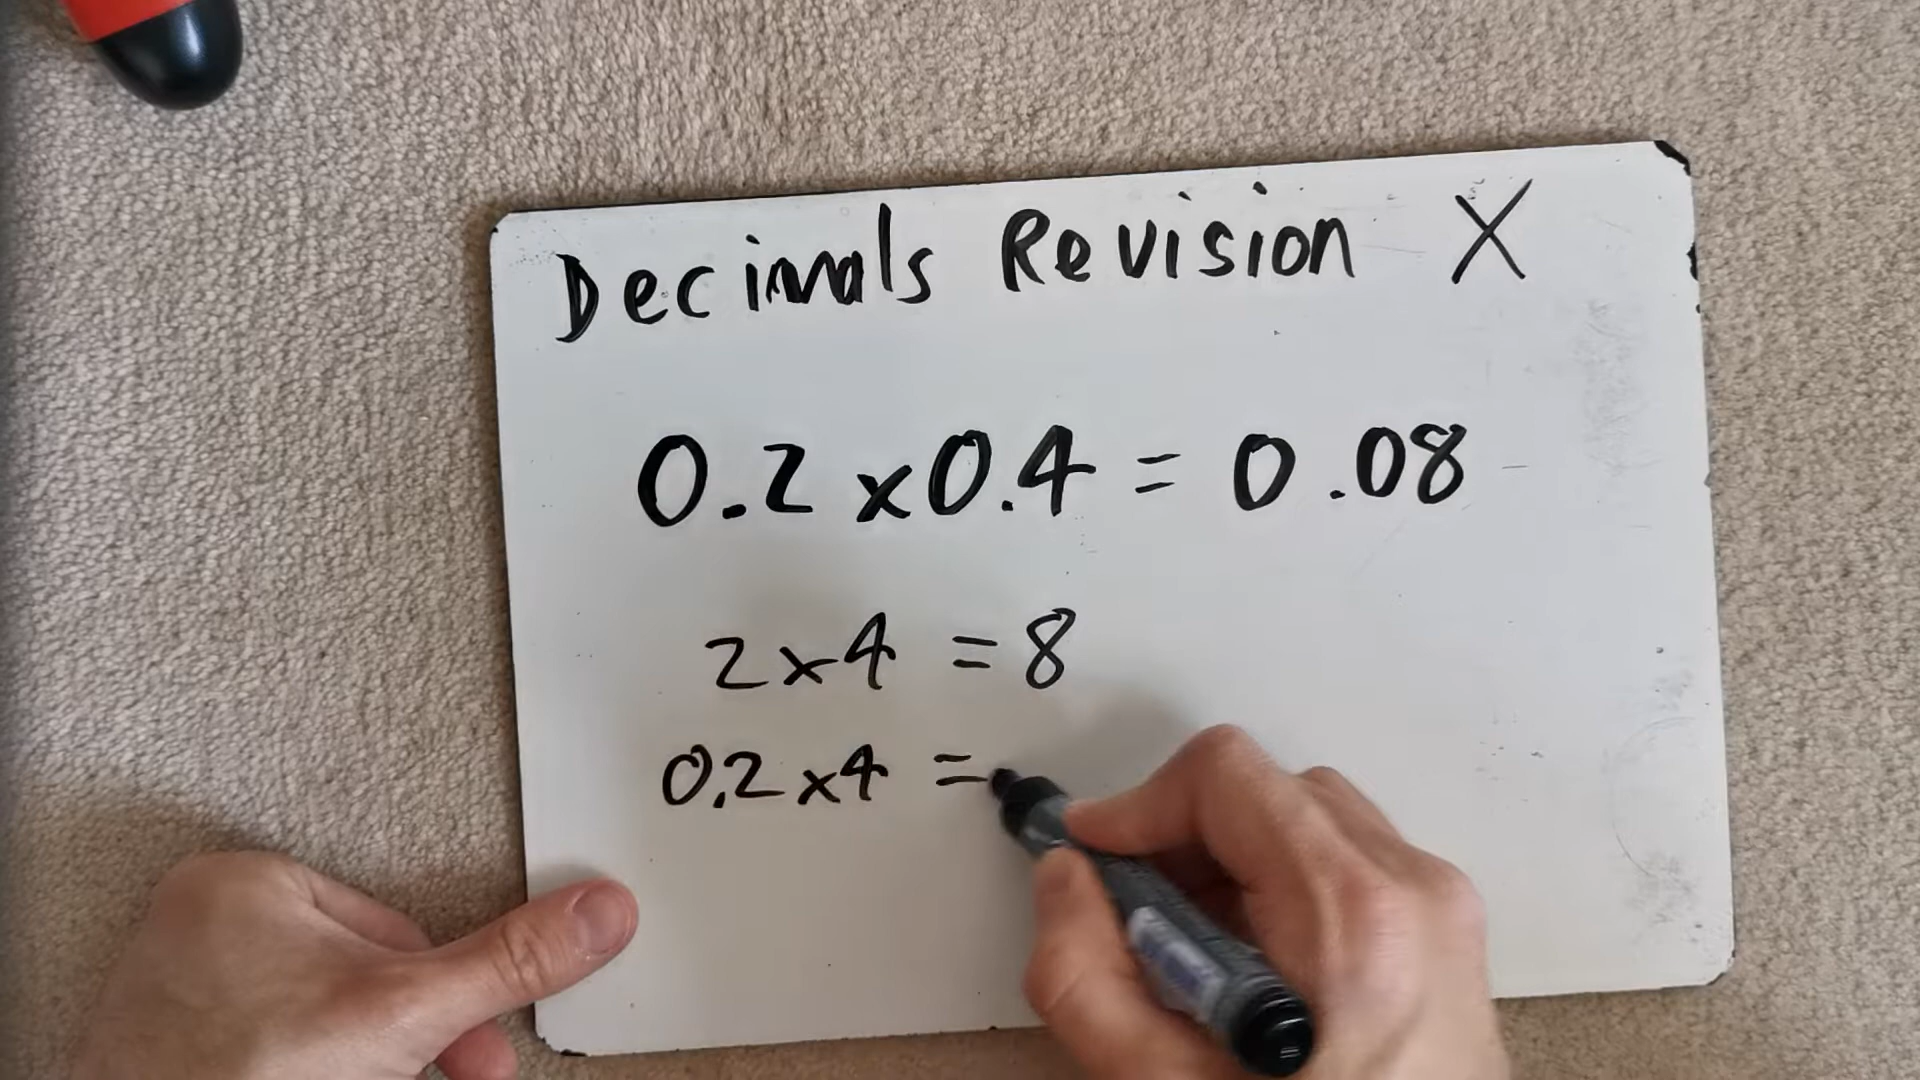 Decimals Revision X
0.2 x 0.4 = 0.08
2 x 4 = 8
0.2 x 4 =